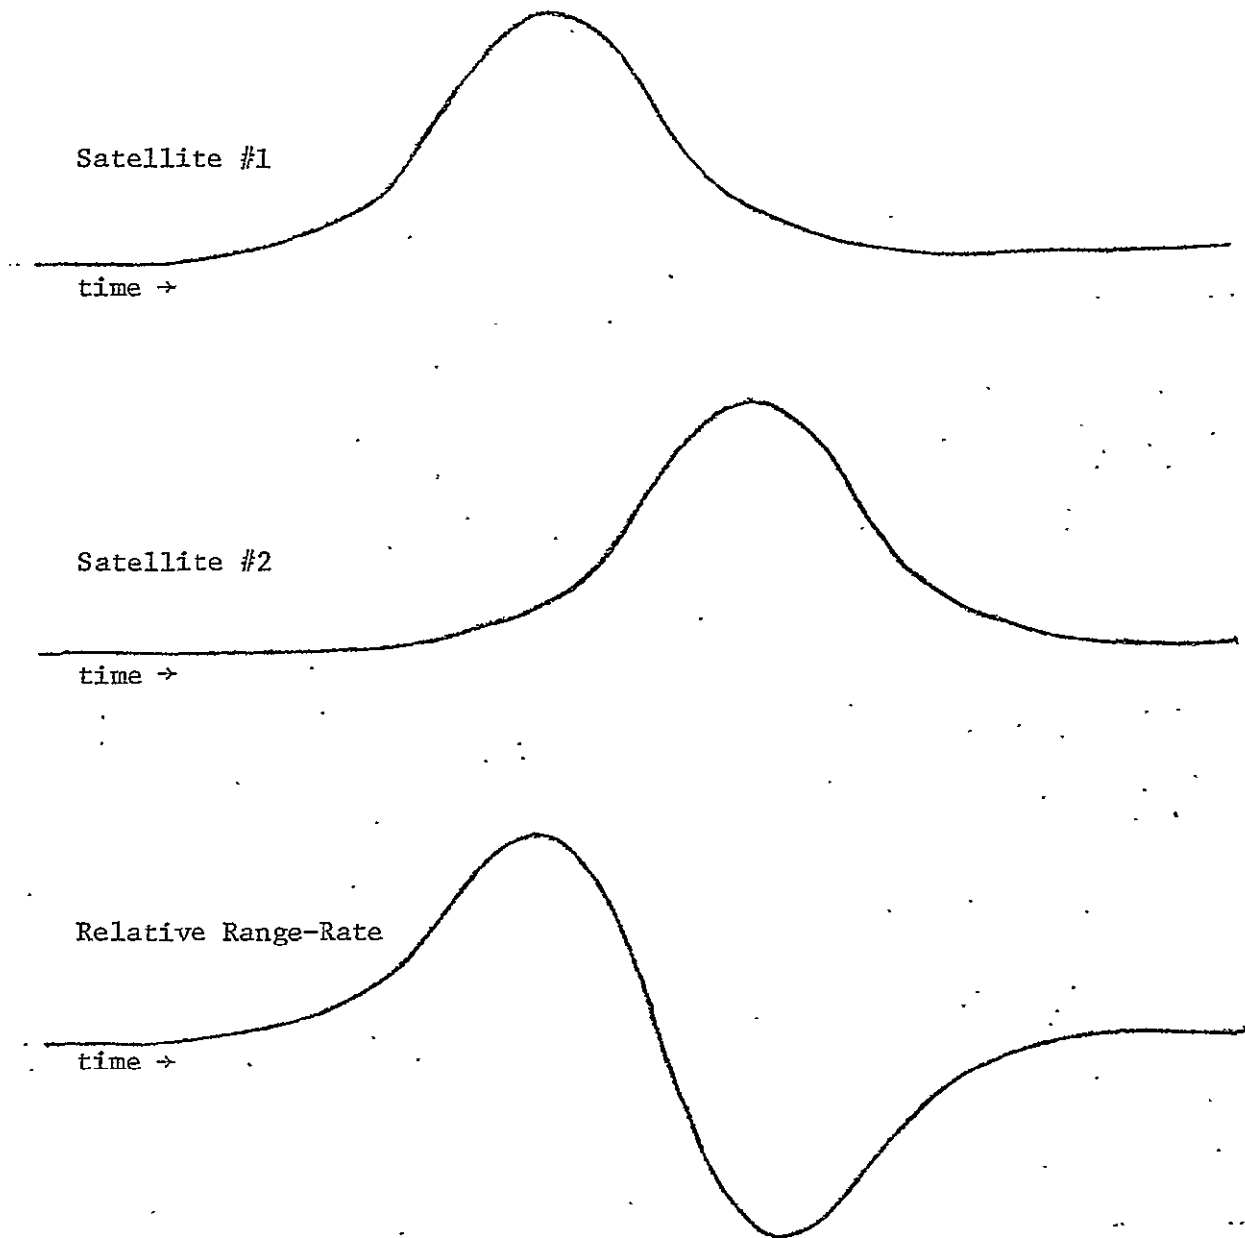 Satellite #1
time →
Satellite #2
time →
Relative Range-Rate
time →